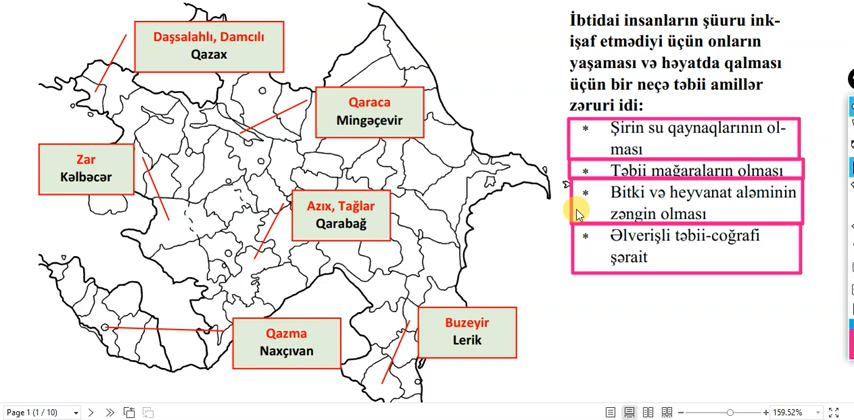 Daşsalahlı, Damcılı
Qazax
Qaraca
Mingəçevir
Zar
Kəlbəcər
Azıx, Tağlar
Qarabağ
Qazma
Naxçıvan
Buzeyir
Lerik
İbtidai insanların şüuru ink-
işaf etmədiyi üçün onların
yaşaması və həyatda qalması
üçün bir neçə təbii amillər
zəruri idi:
* Şirin su qaynaqlarının ol-
ması
* Təbii mağaraların olması
* Bitki və heyvanat aləminin
zəngin olması
* Əlverişli təbii-coğrafi
şərait
Page 1 (1 / 10)
159.52%